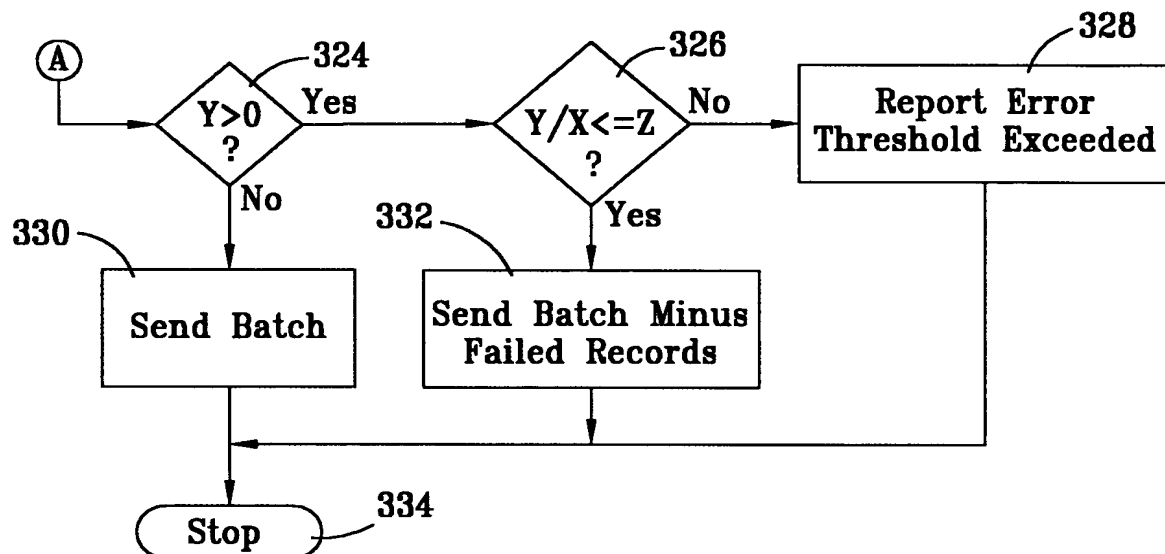 A
324
Y>0
?
Yes
No
326
Y/X<=Z
?
No
Yes
328
Report Error
Threshold Exceeded
330
Send Batch
332
Send Batch Minus
Failed Records
Stop
334